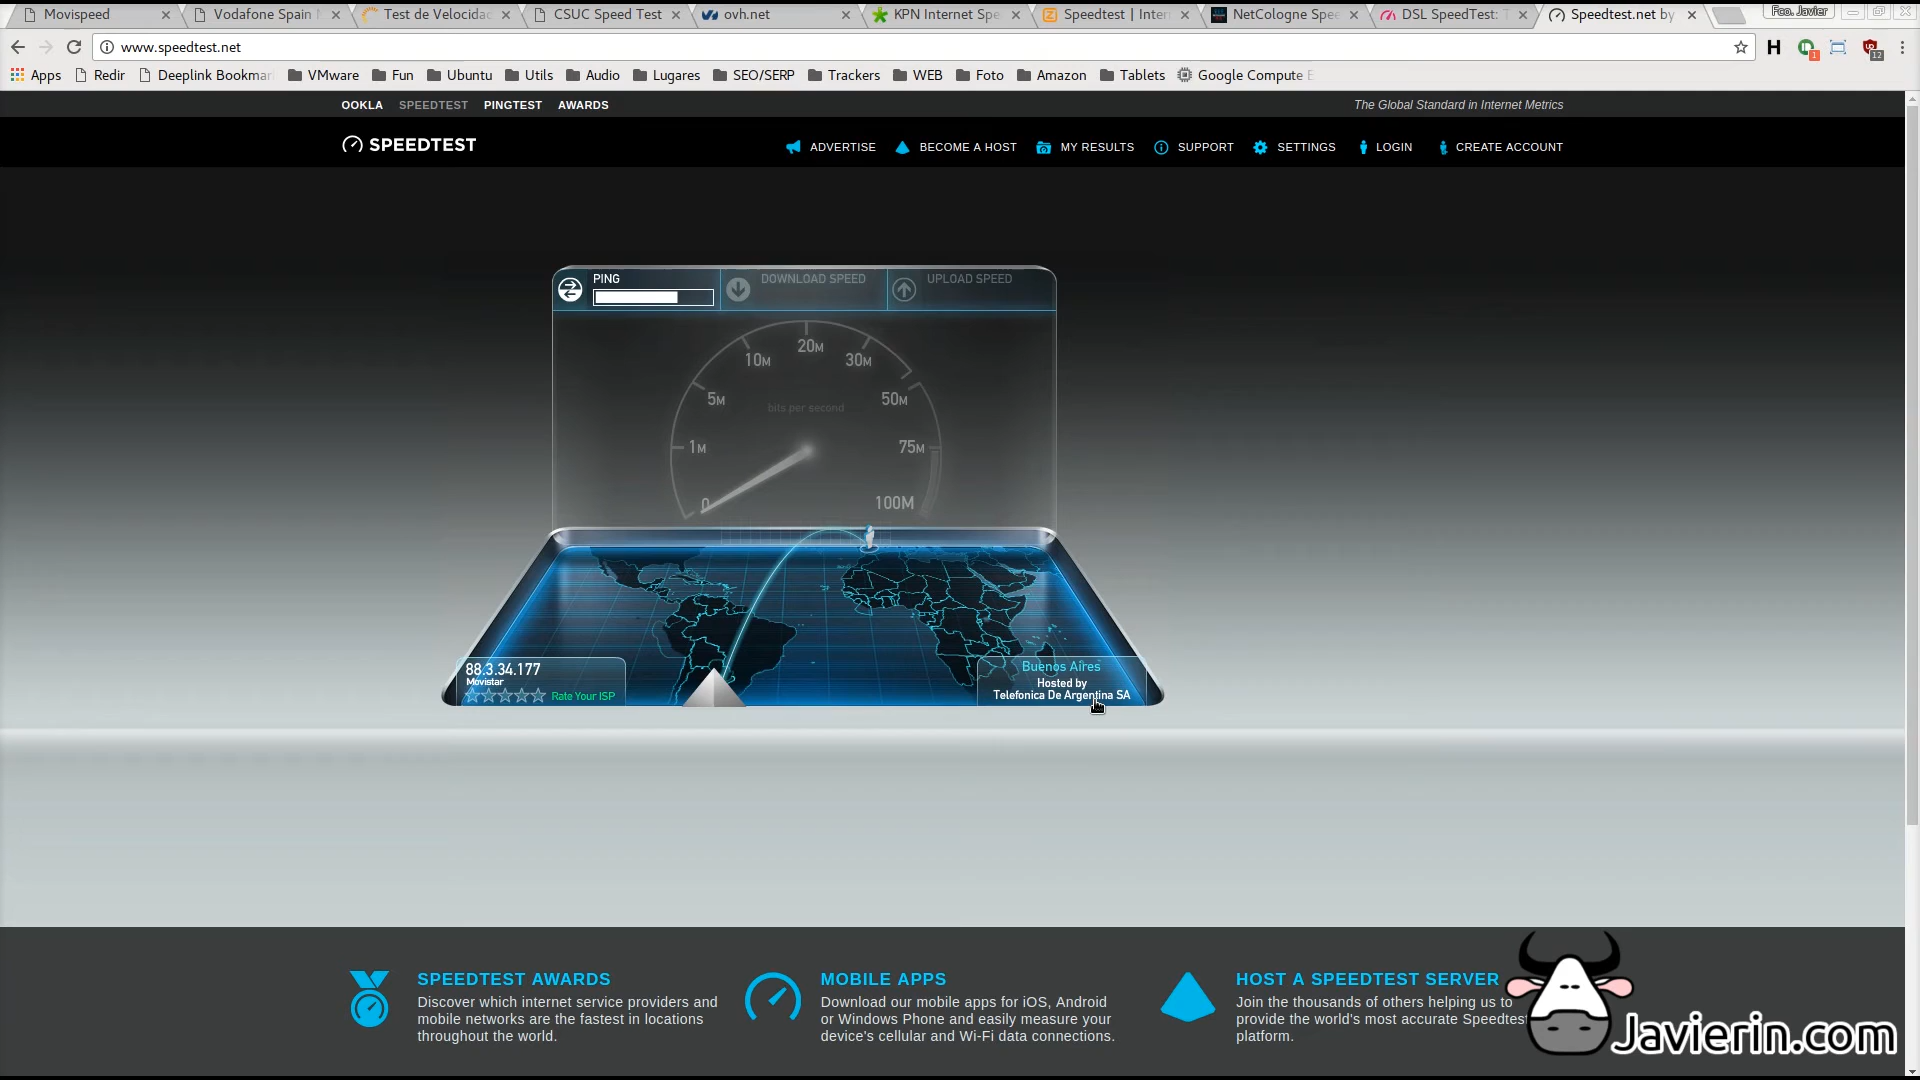 Movispeed
Vodafone Spain
Test de Velocidad
CSUC Speed Test
ovh.net
KPN Internet Spe
Speedtest | Inter
NetCologne Spee
DSL SpeedTest: T
Speedtest.net by
Fco. Javier
www.speedtest.net
H
1
12
Apps
Redir
Deeplink Bookmar
VMware
Fun
Ubuntu
Utils
Audio
Lugares
SEO/SERP
Trackers
WEB
Foto
Amazon
Tablets
Google Compute E
OOKLA
SPEEDTEST
PINGTEST
AWARDS
The Global Standard in Internet Metrics
SPEEDTEST
ADVERTISE
BECOME A HOST
MY RESULTS
SUPPORT
SETTINGS
LOGIN
CREATE ACCOUNT
PING
DOWNLOAD SPEED
UPLOAD SPEED
20M
10M
30M
5M
50M
bits per second
1M
75M
0
100M
88.3.34.177
Movistar
Rate Your ISP
Buenos Aires
Hosted by
Telefonica De Argentina SA
SPEEDTEST AWARDS
Discover which internet service providers and
mobile networks are the fastest in locations
throughout the world.
MOBILE APPS
Download our mobile apps for iOS, Android
or Windows Phone and easily measure your
device's cellular and Wi-Fi data connections.
HOST A SPEEDTEST SERVER
Join the thousands of others helping us to
provide the world's most accurate Speedtest
platform.
Javierin.com